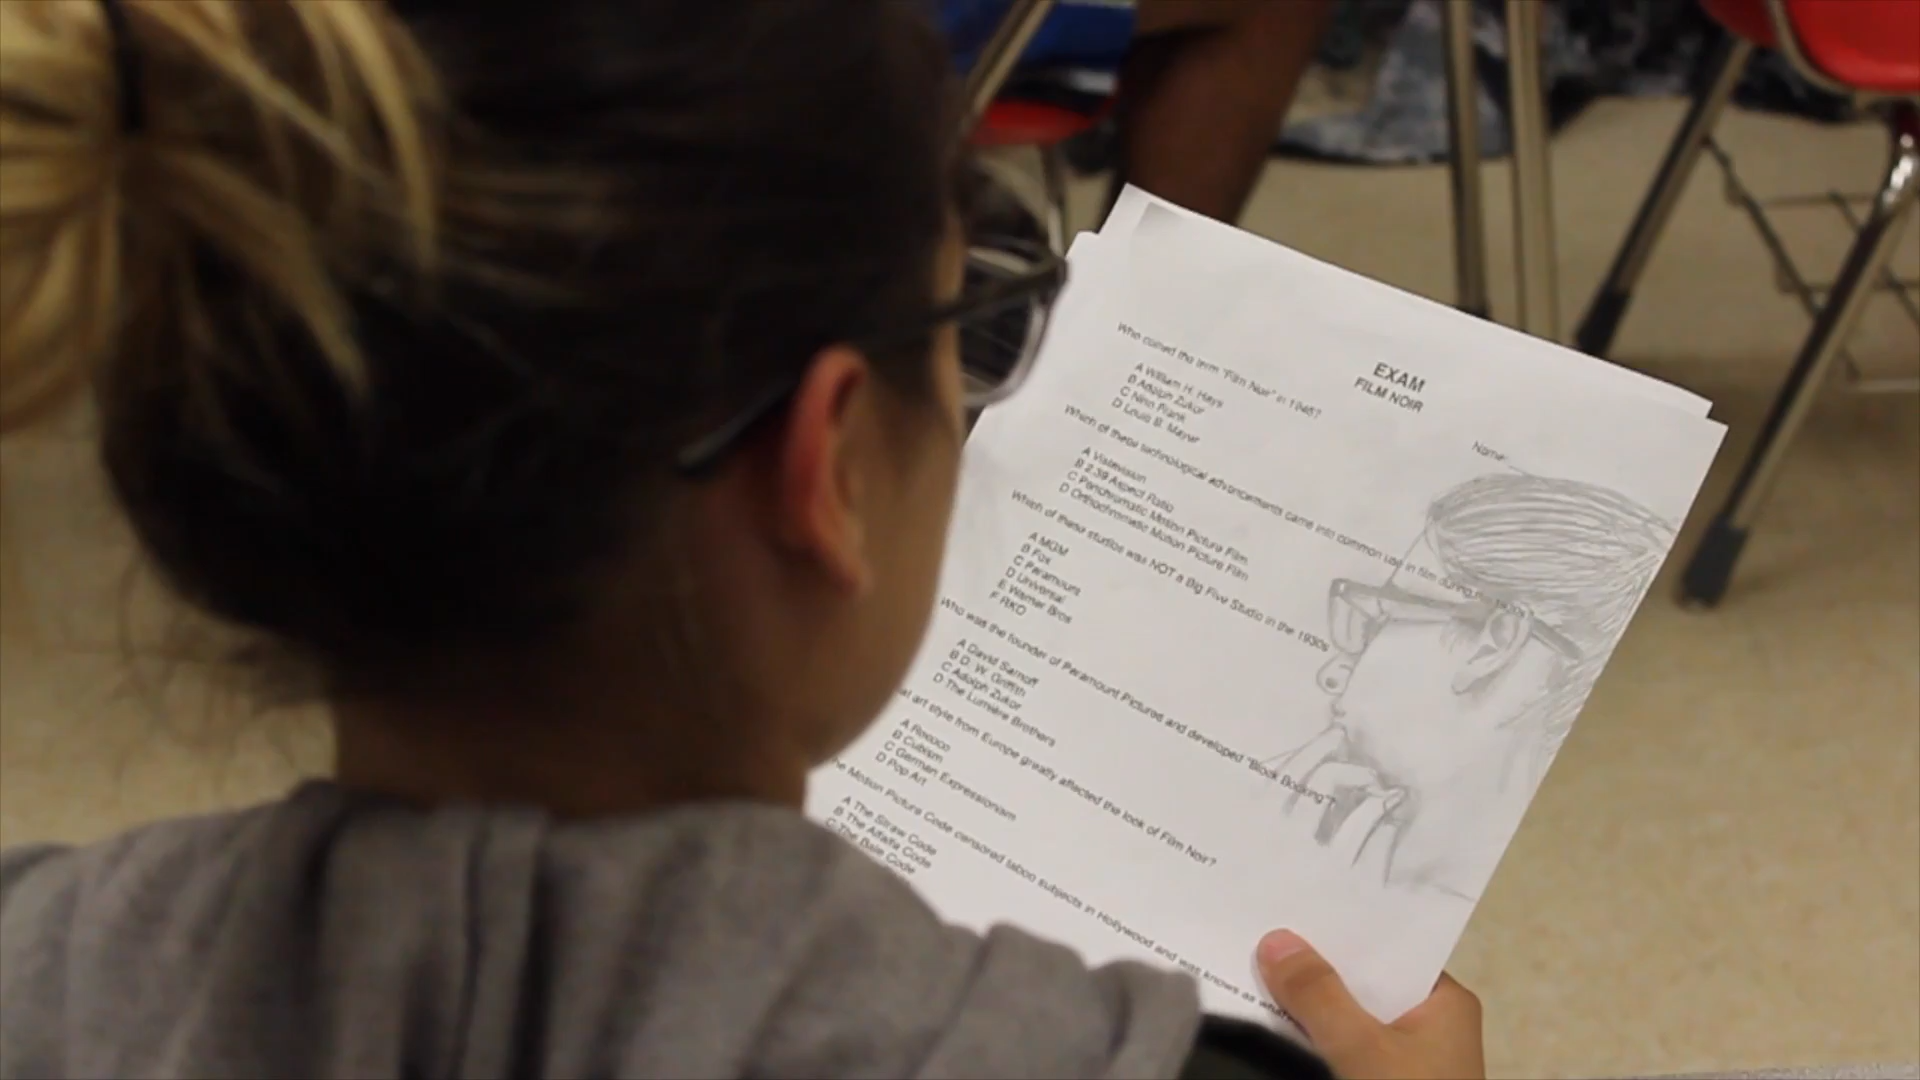 EXAM
FILM NOIR
Name:
Who coined the term "Film Noir" in 1946?
A William H. Hays
B Adolph Zukor
C Nino Frank
D Louis B. Mayer
Which of these technological advancements came into common use in film during
A Vistavision
B 2.39 Aspect Ratio
C Panchromatic Motion Picture Film
D Orthochromatic Motion Picture Film
Which of these studios was NOT a Big Five Studio in the 1930s
A MGM
B Fox
C Paramount
D Universal
E Warner Bros
F RKO
Who was the founder of Paramount Pictures and developed "Block Booking"?
A David Sarnoff
B D. W. Griffith
C Adolph Zukor
D The Lumière Brothers
art style from Europe greatly affected the look of Film Noir?
A Rococo
B Cubism
C German Expressionism
D Pop Art
Motion Picture Code censored taboo subjects in Hollywood and was knows as
A The Straw Code
B The Alfalfa Code
C The Bale Code